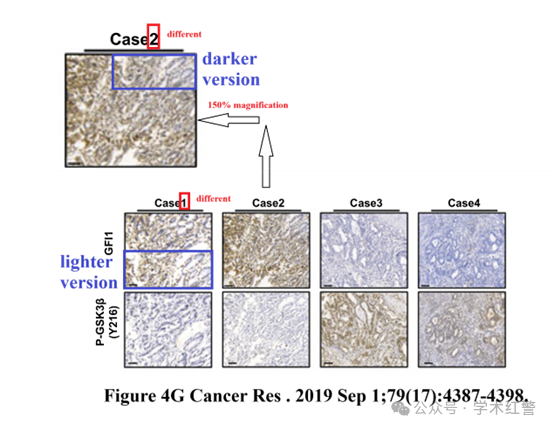 Case2 different
darker
version
150% magnification
Case1 different Case2 Case3 Case4
GFI1
lighter
version
P-GSK3β
(Y216)
Figure 4G Cancer Res . 2019 Sep 1;79(17):4387-4398.
公众号 · 学术红警